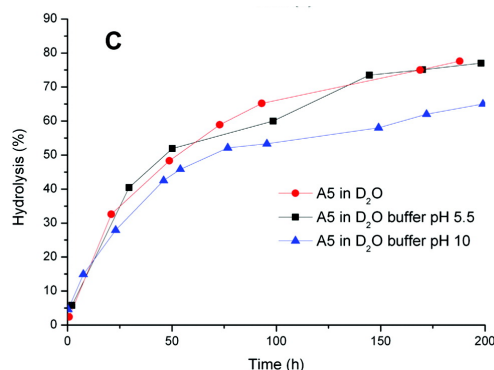 C
Hydrolysis (%)
90
80
70
60
50
40
30
20
10
0
A5 in D₂O
A5 in D₂O buffer pH 5.5
A5 in D₂O buffer pH 10
0 50 100 150 200
Time (h)